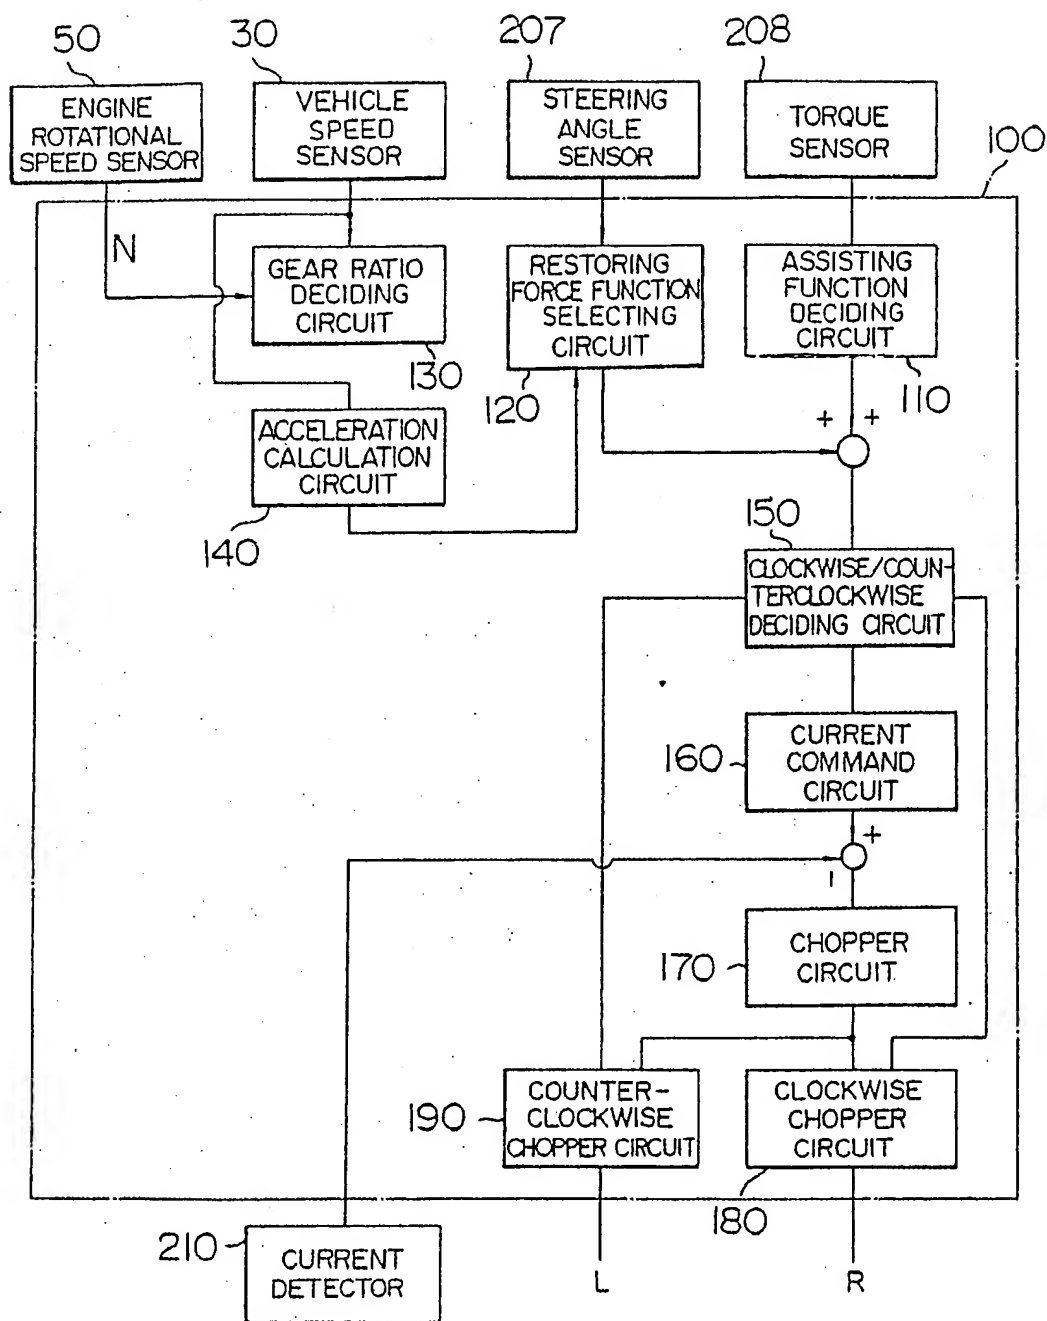 50
30
207
208
ENGINE
ROTATIONAL
SPEED SENSOR
VEHICLE
SPEED
SENSOR
STEERING
ANGLE
SENSOR
TORQUE
SENSOR
100
N
GEAR RATIO
DECIDING
CIRCUIT
130
RESTORING
FORCE FUNCTION
SELECTING
CIRCUIT
120
ASSISTING
FUNCTION
DECIDING
CIRCUIT
110
ACCELERATION
CALCULATION
CIRCUIT
140
+ +
150
CLOCKWISE/COUN-
TERCLOCKWISE
DECIDING CIRCUIT
160
CURRENT
COMMAND
CIRCUIT
+
-
170
CHOPPER
CIRCUIT
190
COUNTER-
CLOCKWISE
CHOPPER CIRCUIT
CLOCKWISE
CHOPPER
CIRCUIT
180
210
CURRENT
DETECTOR
L
R